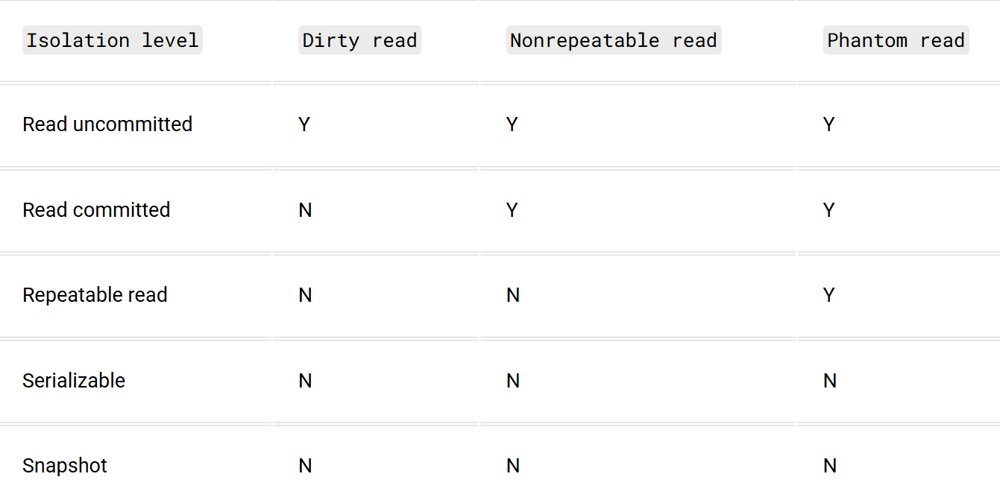 Isolation level Dirty read Nonrepeatable read Phantom read
Read uncommitted Y Y Y
Read committed N Y Y
Repeatable read N N Y
Serializable N N N
Snapshot N N N